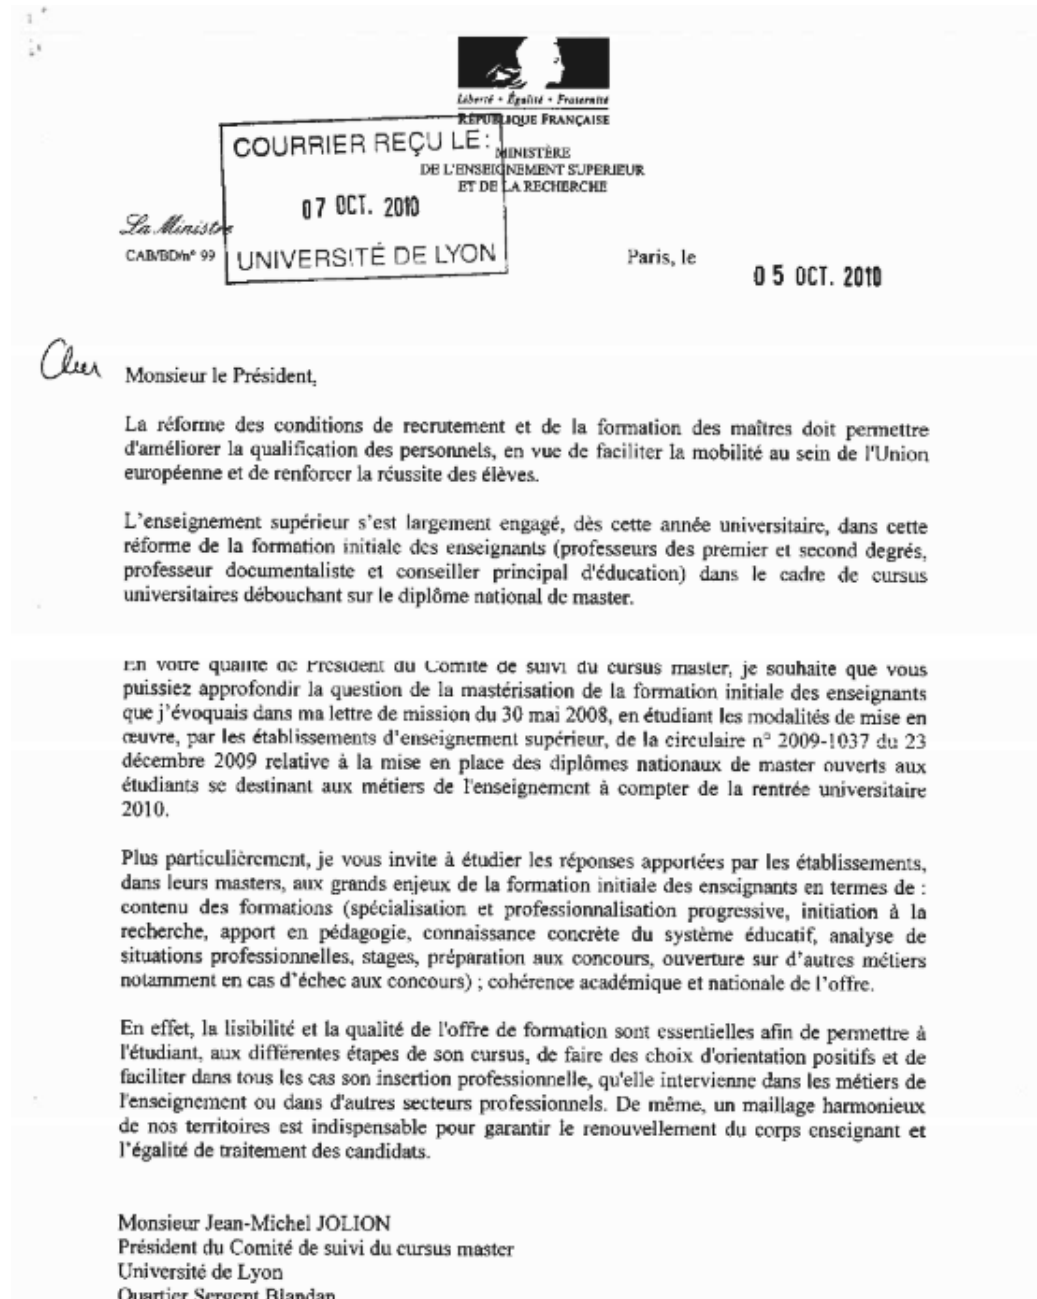 Liberté • Égalité • Fraternité
RÉPUBLIQUE FRANÇAISE
COURRIER REÇU LE:
MINISTÈRE
DE L'ENSEIGNEMENT SUPERIEUR
ET DE LA RECHERCHE
07 OCT. 2010
La Ministre
CAB/BD/n° 99
UNIVERSITÉ DE LYON
Paris, le
05 OCT. 2010
Cher
Monsieur le Président,
La réforme des conditions de recrutement et de la formation des maîtres doit permettre
d'améliorer la qualification des personnels, en vue de faciliter la mobilité au sein de l'Union
européenne et de renforcer la réussite des élèves.
L'enseignement supérieur s'est largement engagé, dès cette année universitaire, dans cette
réforme de la formation initiale des enseignants (professeurs des premier et second degrés,
professeur documentaliste et conseiller principal d'éducation) dans le cadre de cursus
universitaires débouchant sur le diplôme national de master.
En votre qualité de Président du Comité de suivi du cursus master, je souhaite que vous
puissiez approfondir la question de la mastérisation de la formation initiale des enseignants
que j'évoquais dans ma lettre de mission du 30 mai 2008, en étudiant les modalités de mise en
œuvre, par les établissements d'enseignement supérieur, de la circulaire n° 2009-1037 du 23
décembre 2009 relative à la mise en place des diplômes nationaux de master ouverts aux
étudiants se destinant aux métiers de l'enseignement à compter de la rentrée universitaire
2010.
Plus particulièrement, je vous invite à étudier les réponses apportées par les établissements,
dans leurs masters, aux grands enjeux de la formation initiale des enseignants en termes de :
contenu des formations (spécialisation et professionnalisation progressive, initiation à la
recherche, apport en pédagogie, connaissance concrète du système éducatif, analyse de
situations professionnelles, stages, préparation aux concours, ouverture sur d'autres métiers
notamment en cas d'échec aux concours) ; cohérence académique et nationale de l'offre.
En effet, la lisibilité et la qualité de l'offre de formation sont essentielles afin de permettre à
l'étudiant, aux différentes étapes de son cursus, de faire des choix d'orientation positifs et de
faciliter dans tous les cas son insertion professionnelle, qu'elle intervienne dans les métiers de
l'enseignement ou dans d'autres secteurs professionnels. De même, un maillage harmonieux
de nos territoires est indispensable pour garantir le renouvellement du corps enseignant et
l'égalité de traitement des candidats.
Monsieur Jean-Michel JOLION
Président du Comité de suivi du cursus master
Université de Lyon
Quartier Sergent Blandan